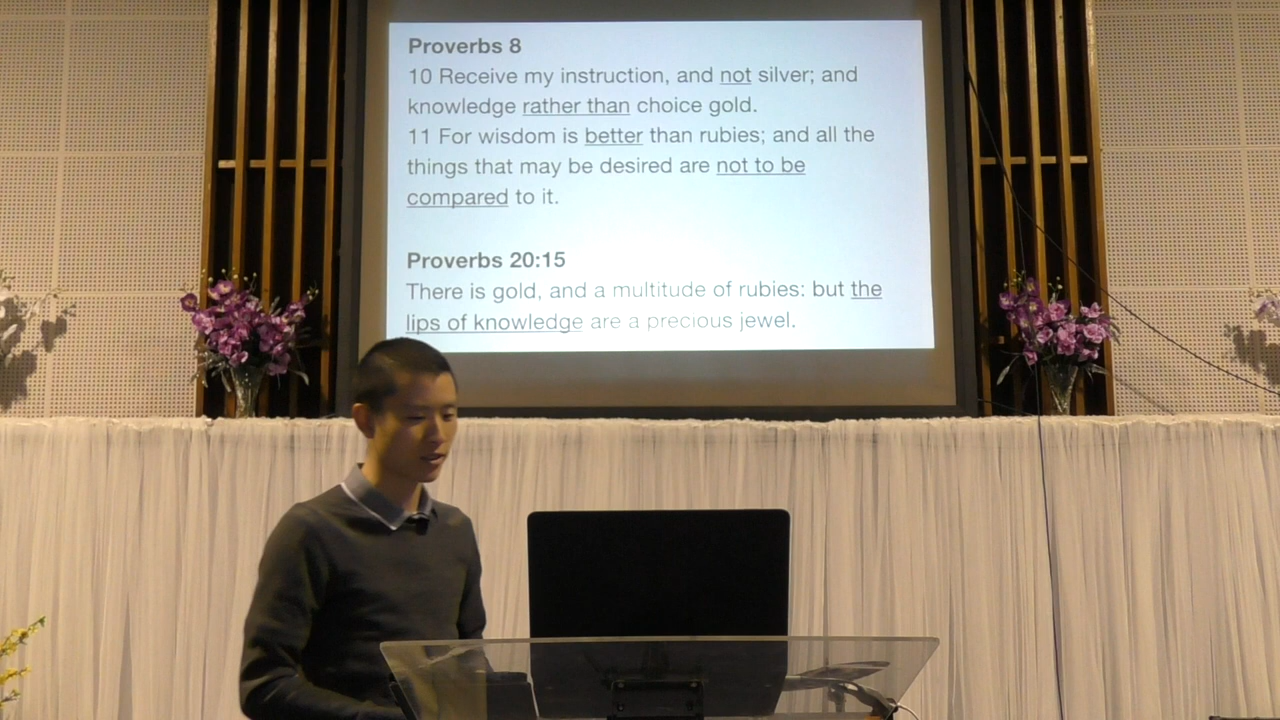 Proverbs 8
10 Receive my instruction, and not silver; and
knowledge rather than choice gold.
11 For wisdom is better than rubies; and all the
things that may be desired are not to be
compared to it.
Proverbs 20:15
There is gold, and a multitude of rubies: but the
lips of knowledge are a precious jewel.